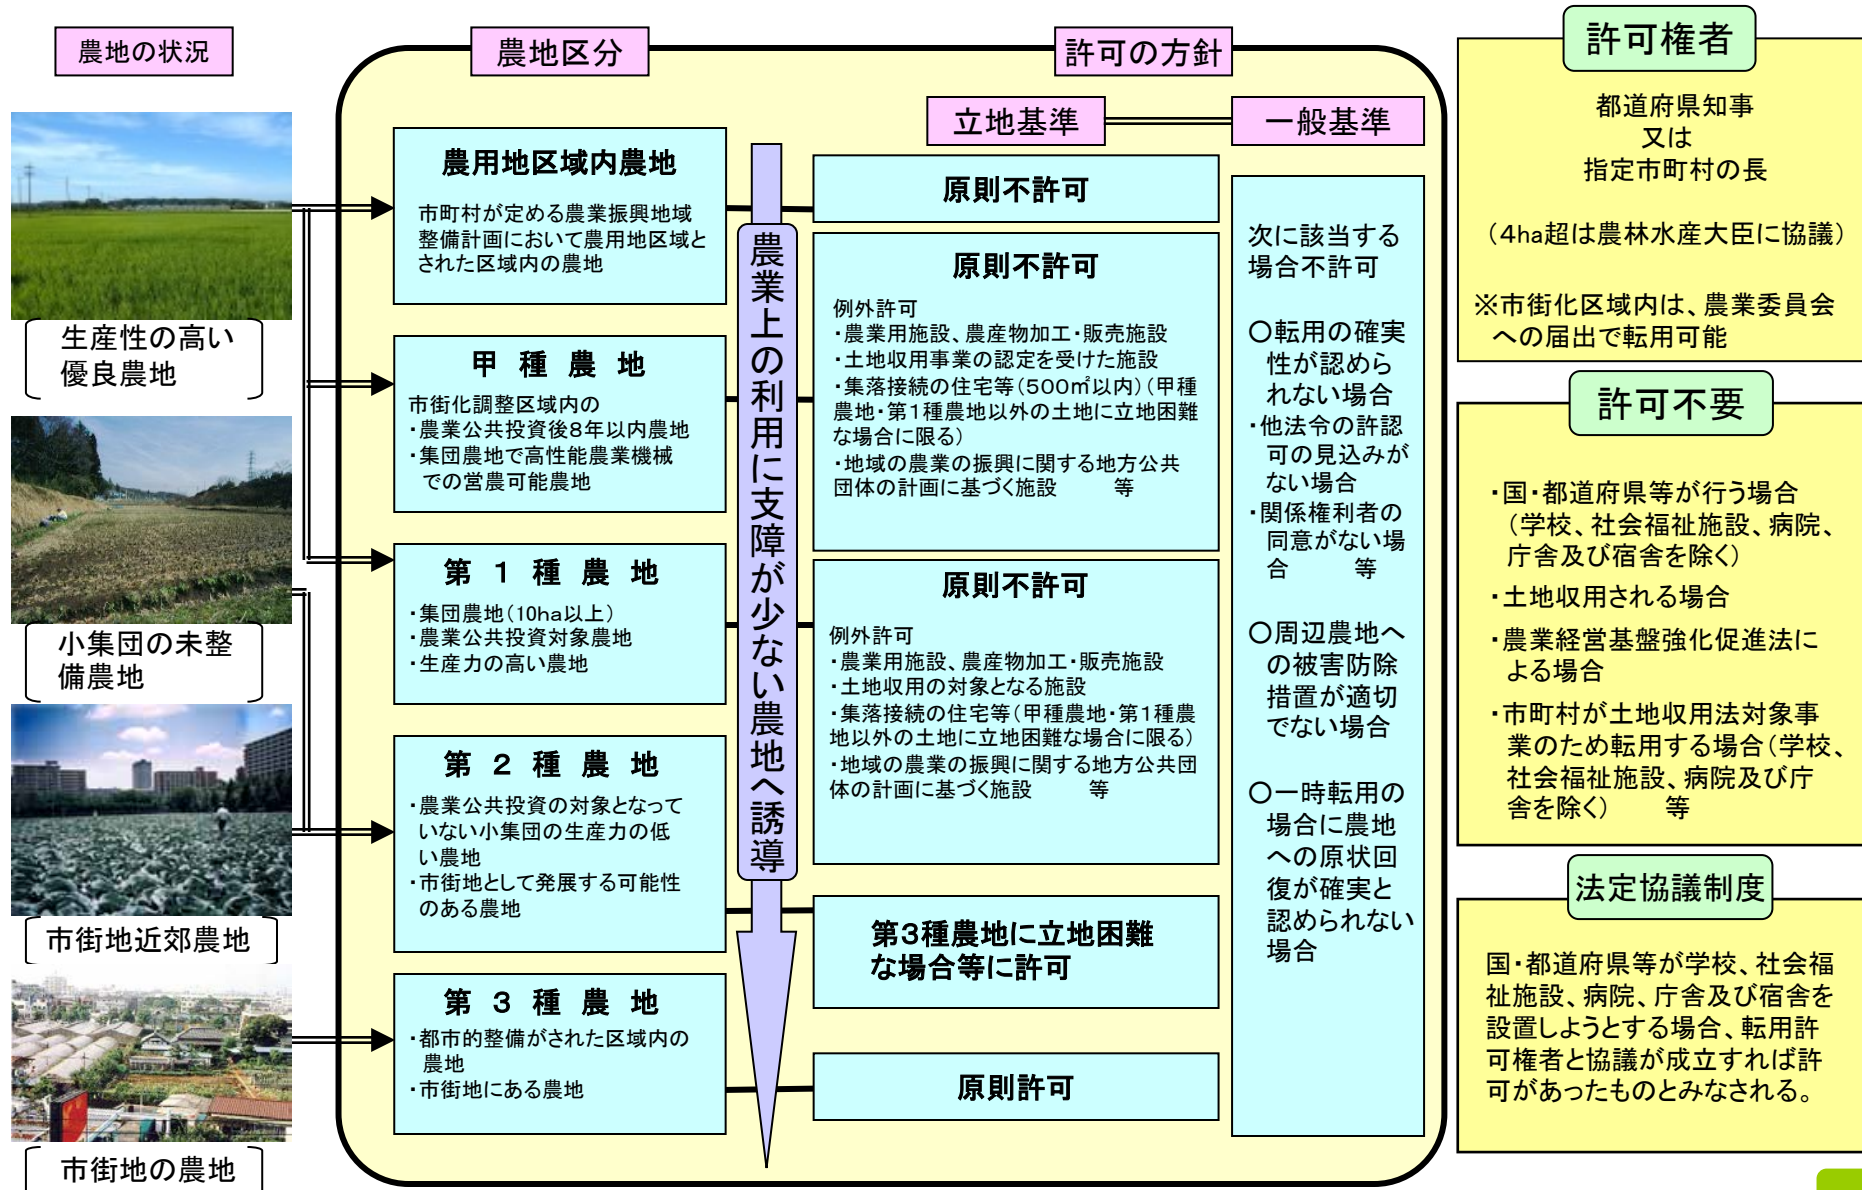 農地の状況
生産性の高い
優良農地
小集団の未整
備農地
市街地近郊農地
市街地の農地
農地区分
農用地区域内農地
市町村が定める農業振興地域
整備計画において農用地区域と
された区域内の農地
甲種農地
市街化調整区域内の
・農業公共投資後8年以内農地
・集団農地で高性能農業機械
での営農可能農地
第1種農地
・集団農地（10ha以上）
・農業公共投資対象農地
・生産力の高い農地
第2種農地
・農業公共投資の対象となって
いない小集団の生産力の低
い農地
・市街地として発展する可能性
のある農地
第3種農地
・都市的整備がされた区域内の
農地
・市街地にある農地
農業上の利用に支障が少ない農地へ誘導
許可の方針
立地基準
原則不許可
原則不許可
例外許可
・農業用施設、農産物加工・販売施設
・土地収用事業の認定を受けた施設
・集落接続の住宅等（500㎡以内）（甲種
農地・第1種農地以外の土地に立地困難
な場合に限る）
・地域の農業の振興に関する地方公共
団体の計画に基づく施設　等
原則不許可
例外許可
・農業用施設、農産物加工・販売施設
・土地収用の対象となる施設
・集落接続の住宅等（甲種農地・第1種農
地以外の土地に立地困難な場合に限る）
・地域の農業の振興に関する地方公共団
体の計画に基づく施設　等
第3種農地に立地困難
な場合等に許可
原則許可
一般基準
次に該当する
場合不許可
○転用の確実
性が認めら
れない場合
・他法令の許認
可の見込みが
ない場合
・関係権利者の
同意がない場
合　等
○周辺農地へ
の被害防除
措置が適切
でない場合
○一時転用の
場合に農地
への原状回
復が確実と
認められない
場合
許可権者
都道府県知事
又は
指定市町村の長
（4ha超は農林水産大臣に協議）
※市街化区域内は、農業委員会
への届出で転用可能
許可不要
・国・都道府県等が行う場合
（学校、社会福祉施設、病院、
庁舎及び宿舎を除く）
・土地収用される場合
・農業経営基盤強化促進法に
よる場合
・市町村が土地収用法対象事
業のため転用する場合（学校、
社会福祉施設、病院及び庁
舎を除く）　等
法定協議制度
国・都道府県等が学校、社会福
祉施設、病院、庁舎及び宿舎を
設置しようとする場合、転用許
可権者と協議が成立すれば許
可があったものとみなされる。